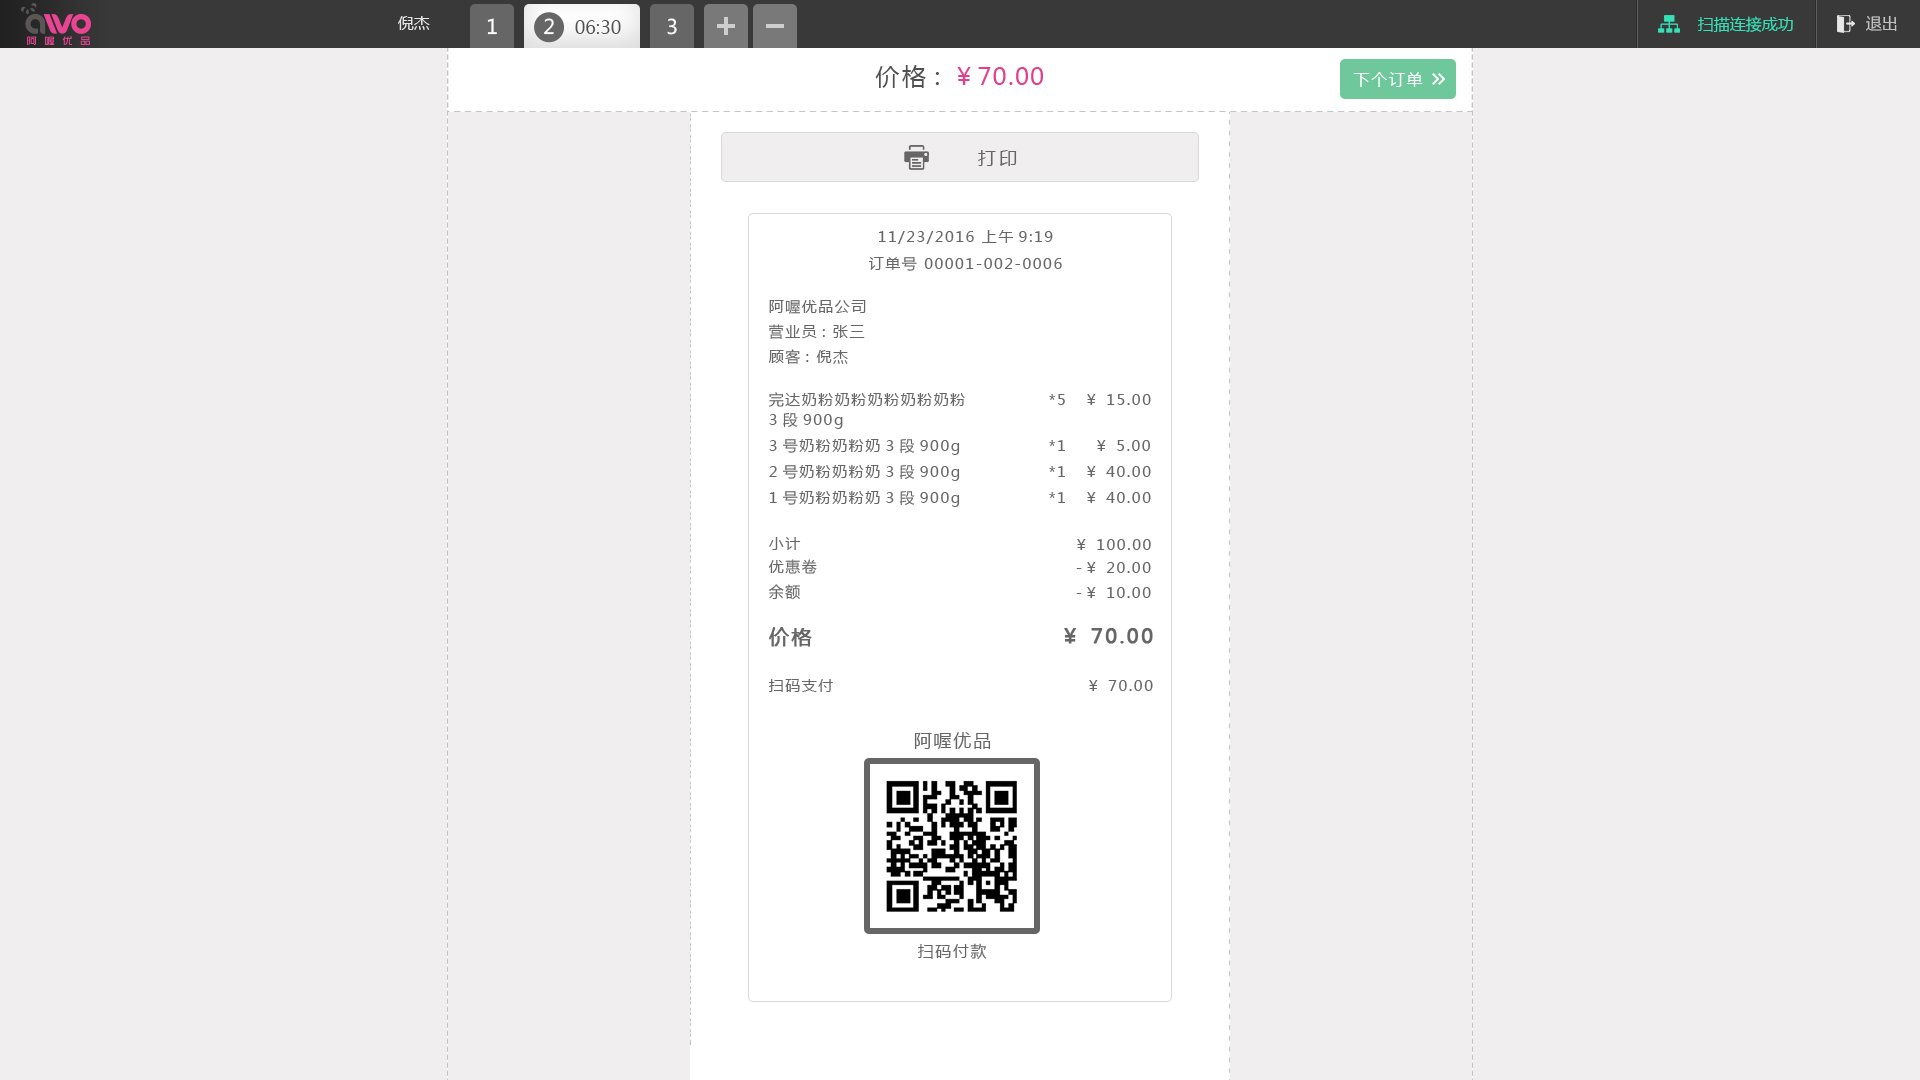 awo
阿喔优品
倪杰
1
2 06:30
3
扫描连接成功
退出
价格： ¥ 70.00
下个订单
打印
11/23/2016 上午 9:19
订单号 00001-002-0006
阿喔优品公司
营业员：张三
顾客：倪杰
完达奶粉奶粉奶粉奶粉奶粉 *5 ¥ 15.00
3 段 900g
3 号奶粉奶粉奶 3 段 900g *1 ¥ 5.00
2 号奶粉奶粉奶 3 段 900g *1 ¥ 40.00
1 号奶粉奶粉奶 3 段 900g *1 ¥ 40.00
小计 ¥ 100.00
优惠卷 -¥ 20.00
余额 -¥ 10.00
价格 ¥ 70.00
扫码支付 ¥ 70.00
阿喔优品
扫码付款